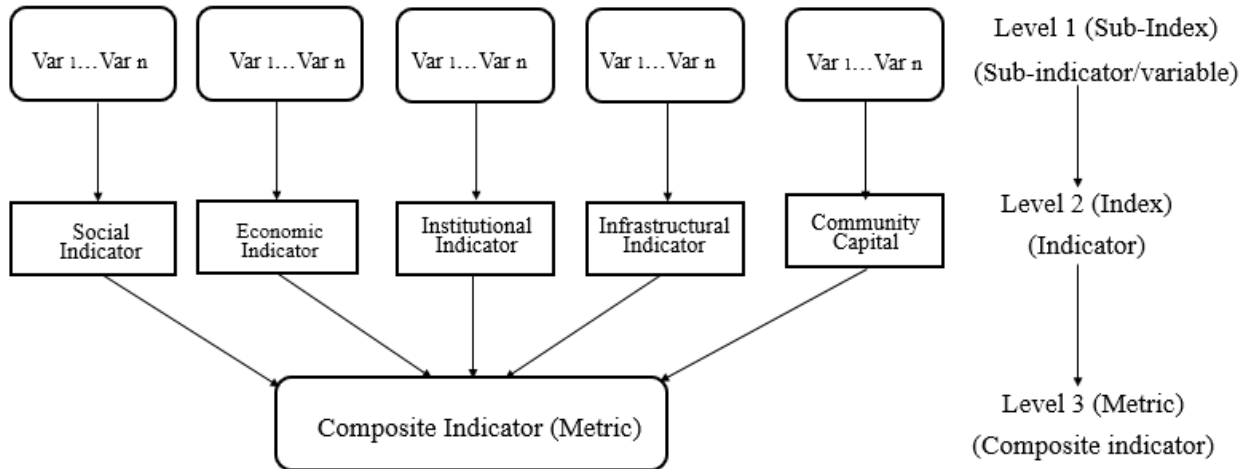 Var 1...Var n
Var 1...Var n
Var 1...Var n
Var 1...Var n
Var 1...Var n
Level 1 (Sub-Index)
(Sub-indicator/variable)
Social
Indicator
Economic
Indicator
Institutional
Indicator
Infrastructural
Indicator
Community
Capital
Level 2 (Index)
(Indicator)
Composite Indicator (Metric)
Level 3 (Metric)
(Composite indicator)